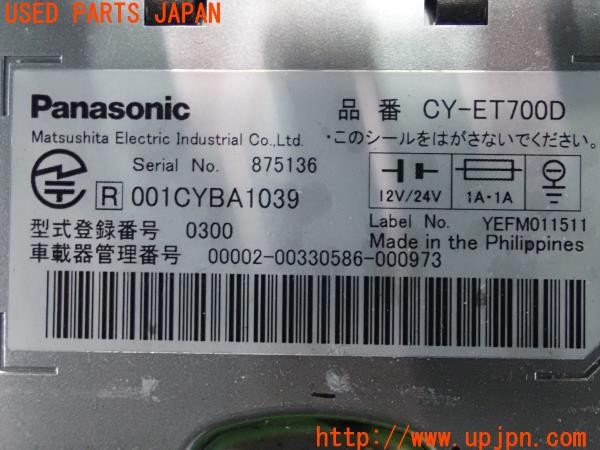 USED PARTS JAPAN
Panasonic
品 番 CY-ET700D
Matsushita Electric Industrial Co.,Ltd.
・このシールをはがさないでください。
Serial No. 875136
R 001CYBA1039
12V/24V
1A・1A
型式登録番号 0300
Label No. YEFM011511
Made in the Philippines
車載器管理番号 00002-00330586-000973
http://www.upjpn.com